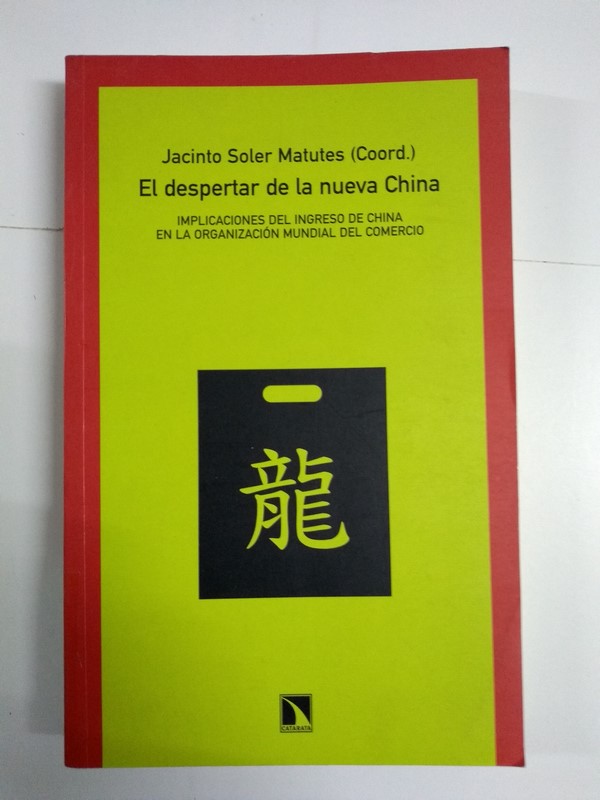 Jacinto Soler Matutes (Coord.)
El despertar de la nueva China
IMPLICACIONES DEL INGRESO DE CHINA
EN LA ORGANIZACIÓN MUNDIAL DEL COMERCIO
龍
CATARATA